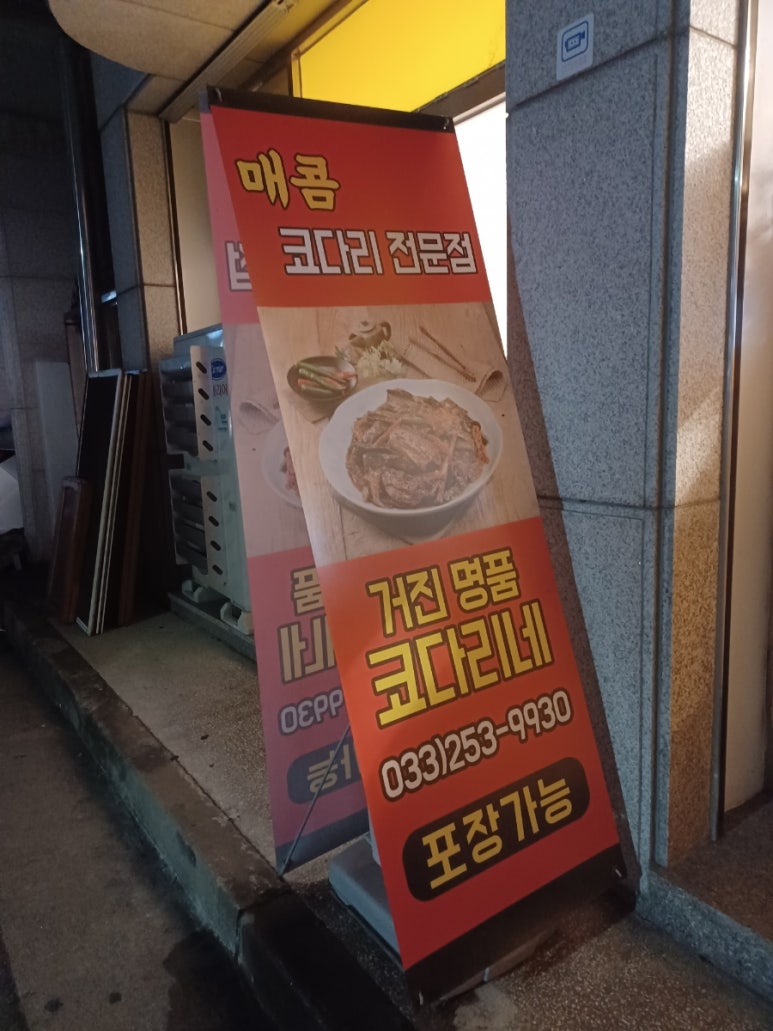 매콤
코다리 전문점
거진 명품
코다리네
033)253-9930
포장가능